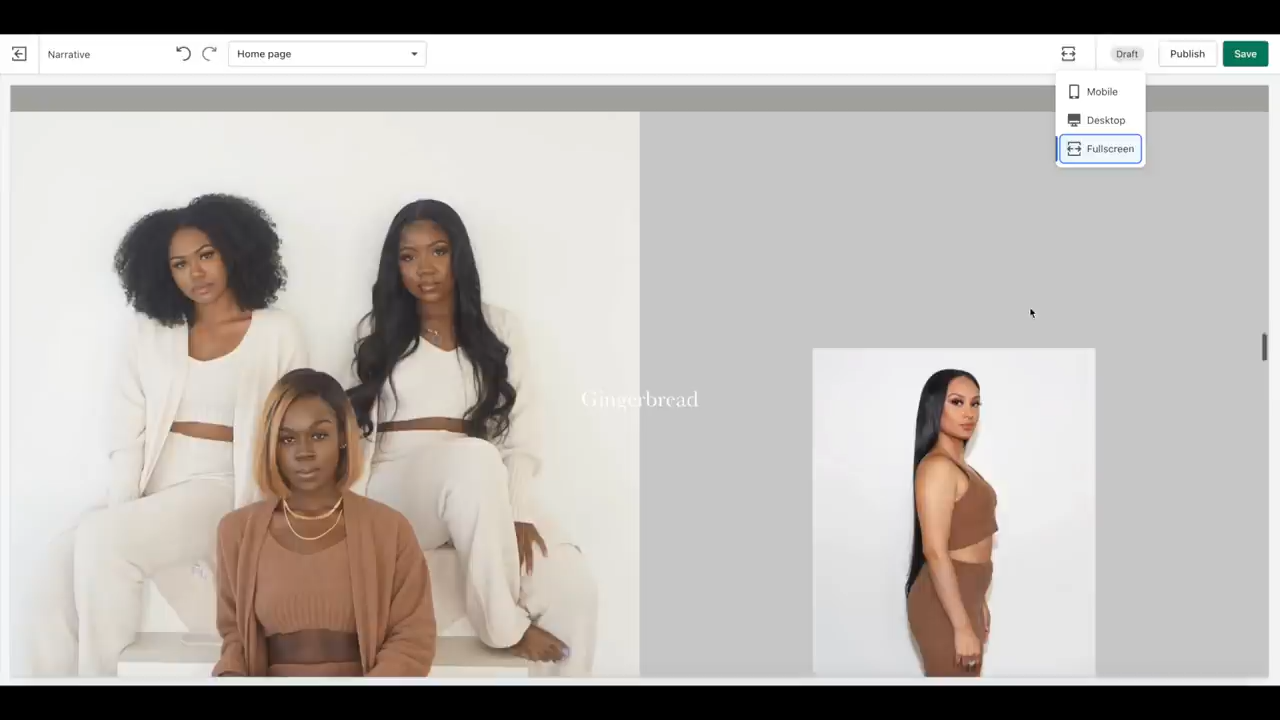 Narrative
Home page
Draft
Publish
Save
Mobile
Desktop
Fullscreen
Gingerbread